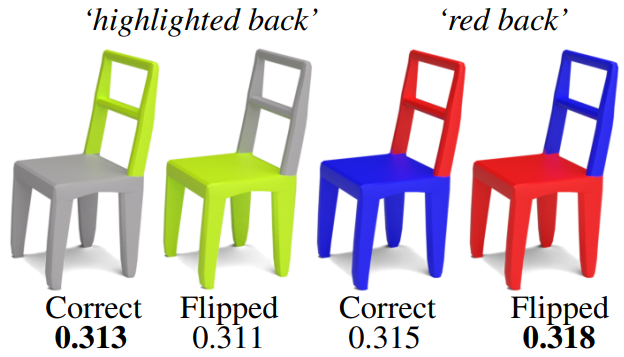 ‘highlighted back’ ‘red back’
Correct Flipped Correct Flipped
0.313 0.311 0.315 0.318